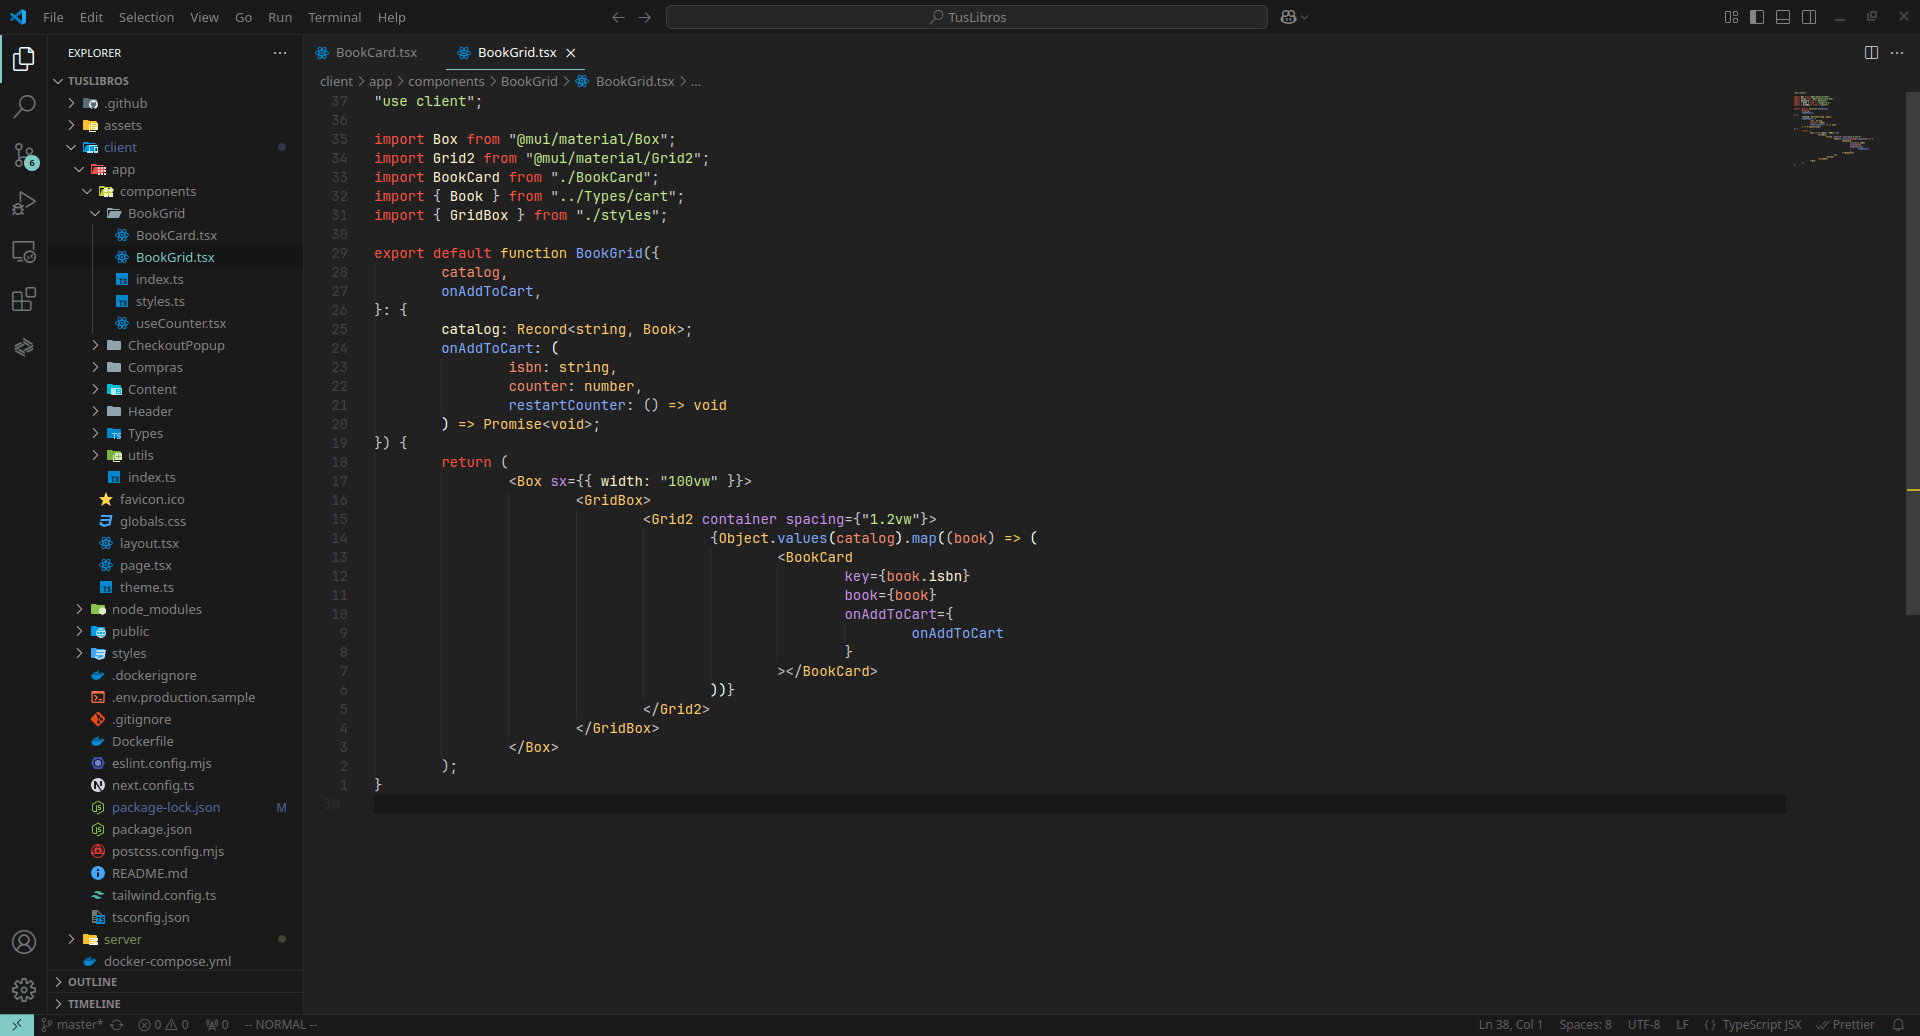 File Edit Selection View Go Run Terminal Help
TusLibros
EXPLORER
TUSLIBROS
.github
assets
client
app
components
BookGrid
BookCard.tsx
BookGrid.tsx
index.ts
styles.ts
useCounter.tsx
CheckoutPopup
Compras
Content
Header
Types
utils
index.ts
favicon.ico
globals.css
layout.tsx
page.tsx
theme.ts
node_modules
public
styles
.dockerignore
.env.production.sample
.gitignore
Dockerfile
eslint.config.mjs
next.config.ts
package-lock.json M
package.json
postcss.config.mjs
README.md
tailwind.config.ts
tsconfig.json
server
docker-compose.yml
OUTLINE
TIMELINE
6
BookCard.tsx BookGrid.tsx
client > app > components > BookGrid > BookGrid.tsx > ...
37 "use client";
36
35 import Box from "@mui/material/Box";
34 import Grid2 from "@mui/material/Grid2";
33 import BookCard from "./BookCard";
32 import { Book } from "../Types/cart";
31 import { GridBox } from "./styles";
30
29 export default function BookGrid({
28 catalog,
27 onAddToCart,
26 }: {
25 catalog: Record<string, Book>;
24 onAddToCart: (
23 isbn: string,
22 counter: number,
21 restartCounter: () => void
20 ) => Promise<void>;
19 }) {
18 return (
17 <Box sx={{ width: "100vw" }}>
16 <GridBox>
15 <Grid2 container spacing={"1.2vw"}>
14 {Object.values(catalog).map((book) => (
13 <BookCard
12 key={book.isbn}
11 book={book}
10 onAddToCart={
9 onAddToCart
8 }
7 ></BookCard>
6 ))}
5 </Grid2>
4 </GridBox>
3 </Box>
2 );
1 }
38
master* 0 0 0 -- NORMAL -- Ln 38, Col 1 Spaces: 8 UTF-8 LF {} TypeScript JSX Prettier